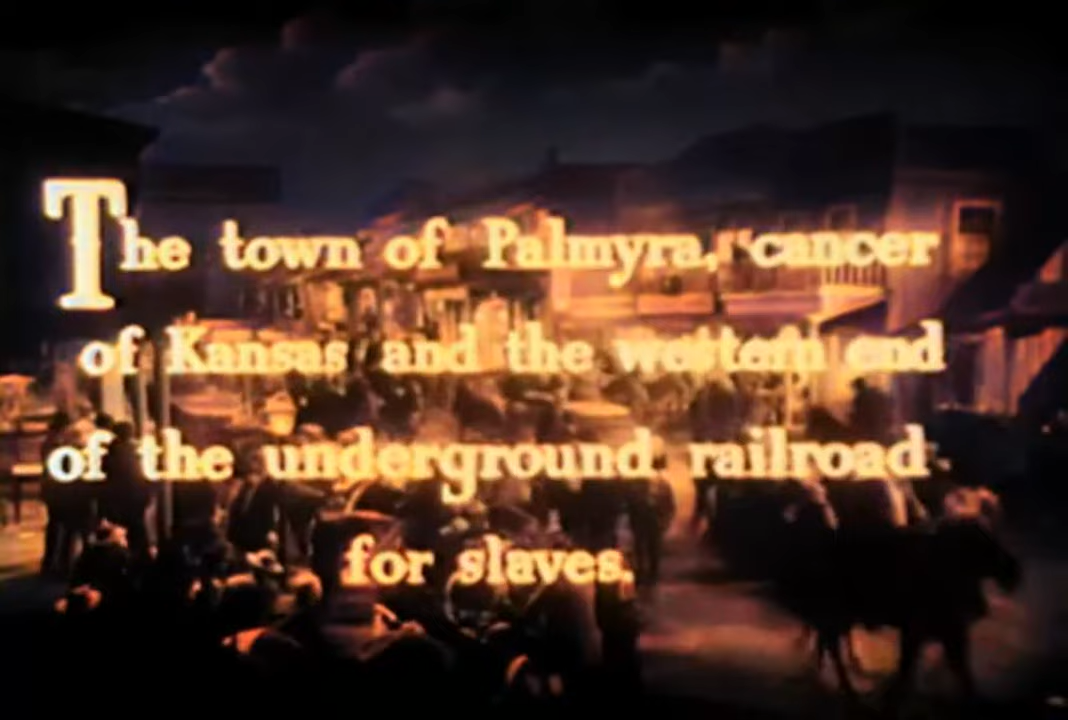 The town of Palmyra, "cancer
of Kansas" and the western end
of the underground railroad
for slaves.